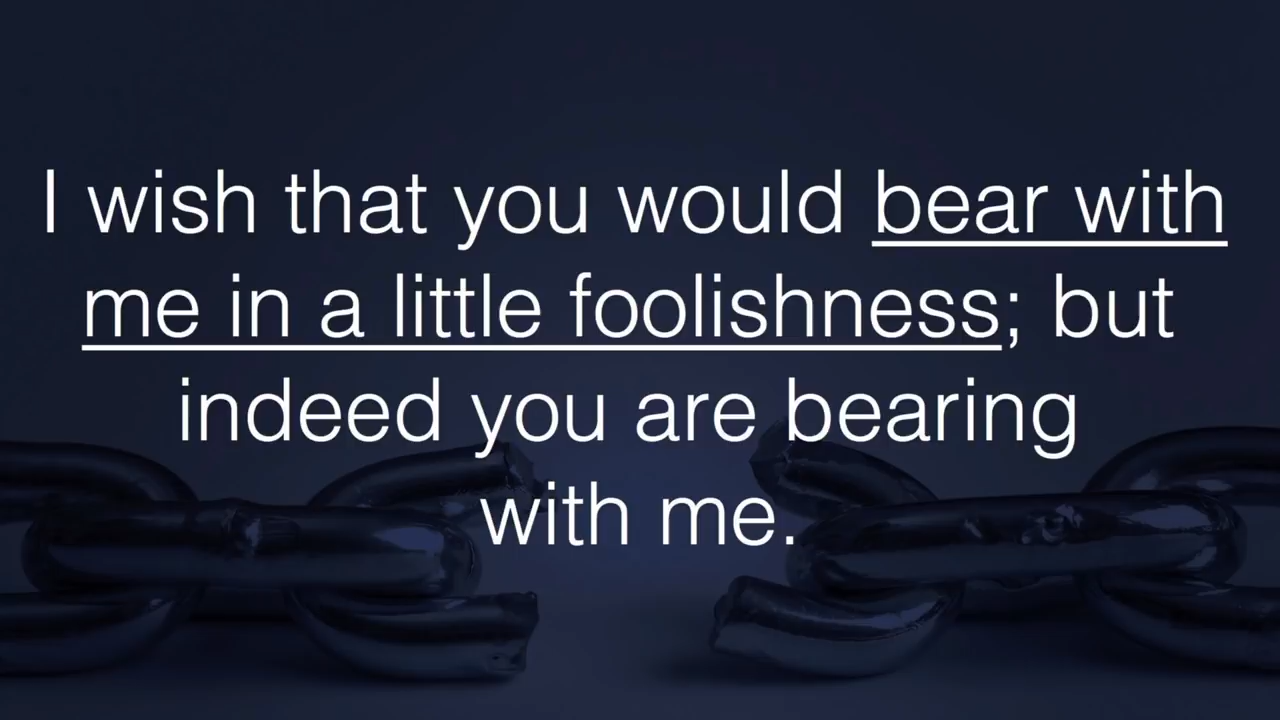 I wish that you would bear with
me in a little foolishness; but
indeed you are bearing
with me.